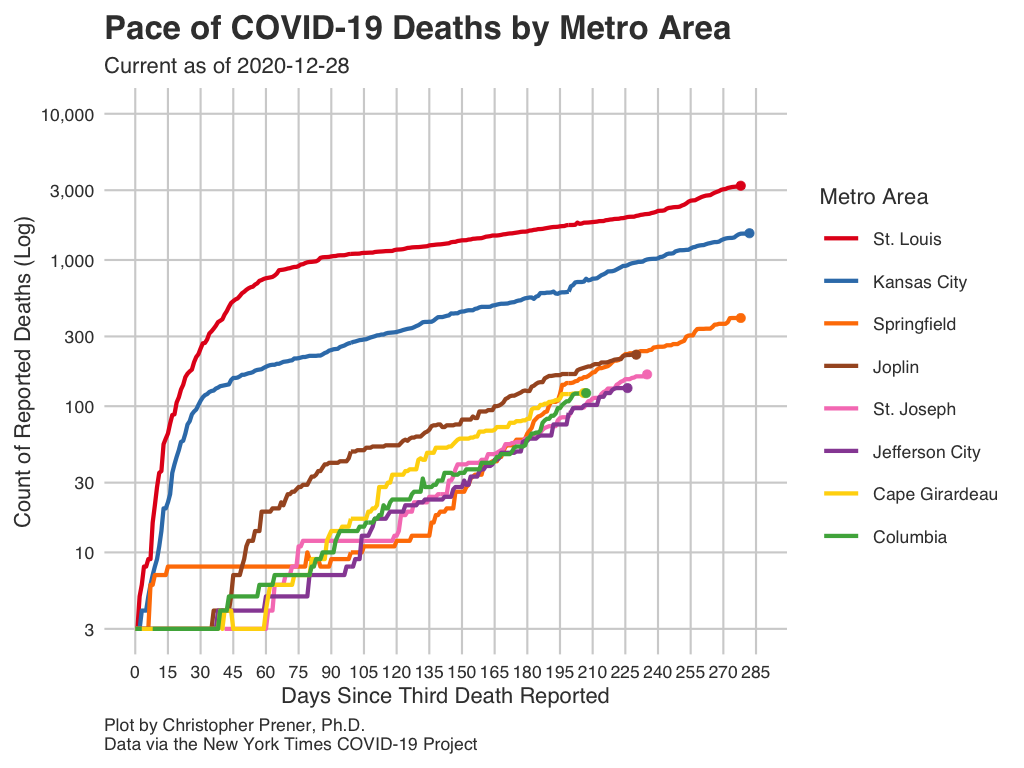 Pace of COVID-19 Deaths by Metro Area
Current as of 2020-12-28
Count of Reported Deaths (Log)
10,000
3,000
1,000
300
100
30
10
3
0 15 30 45 60 75 90 105 120 135 150 165 180 195 210 225 240 255 270 285
Days Since Third Death Reported
Metro Area
St. Louis
Kansas City
Springfield
Joplin
St. Joseph
Jefferson City
Cape Girardeau
Columbia
Plot by Christopher Prener, Ph.D.
Data via the New York Times COVID-19 Project